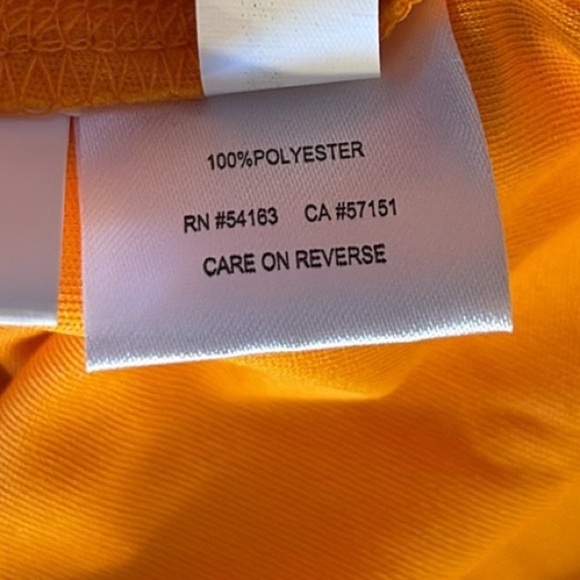 100%POLYESTER
RN #54163 CA #57151
CARE ON REVERSE